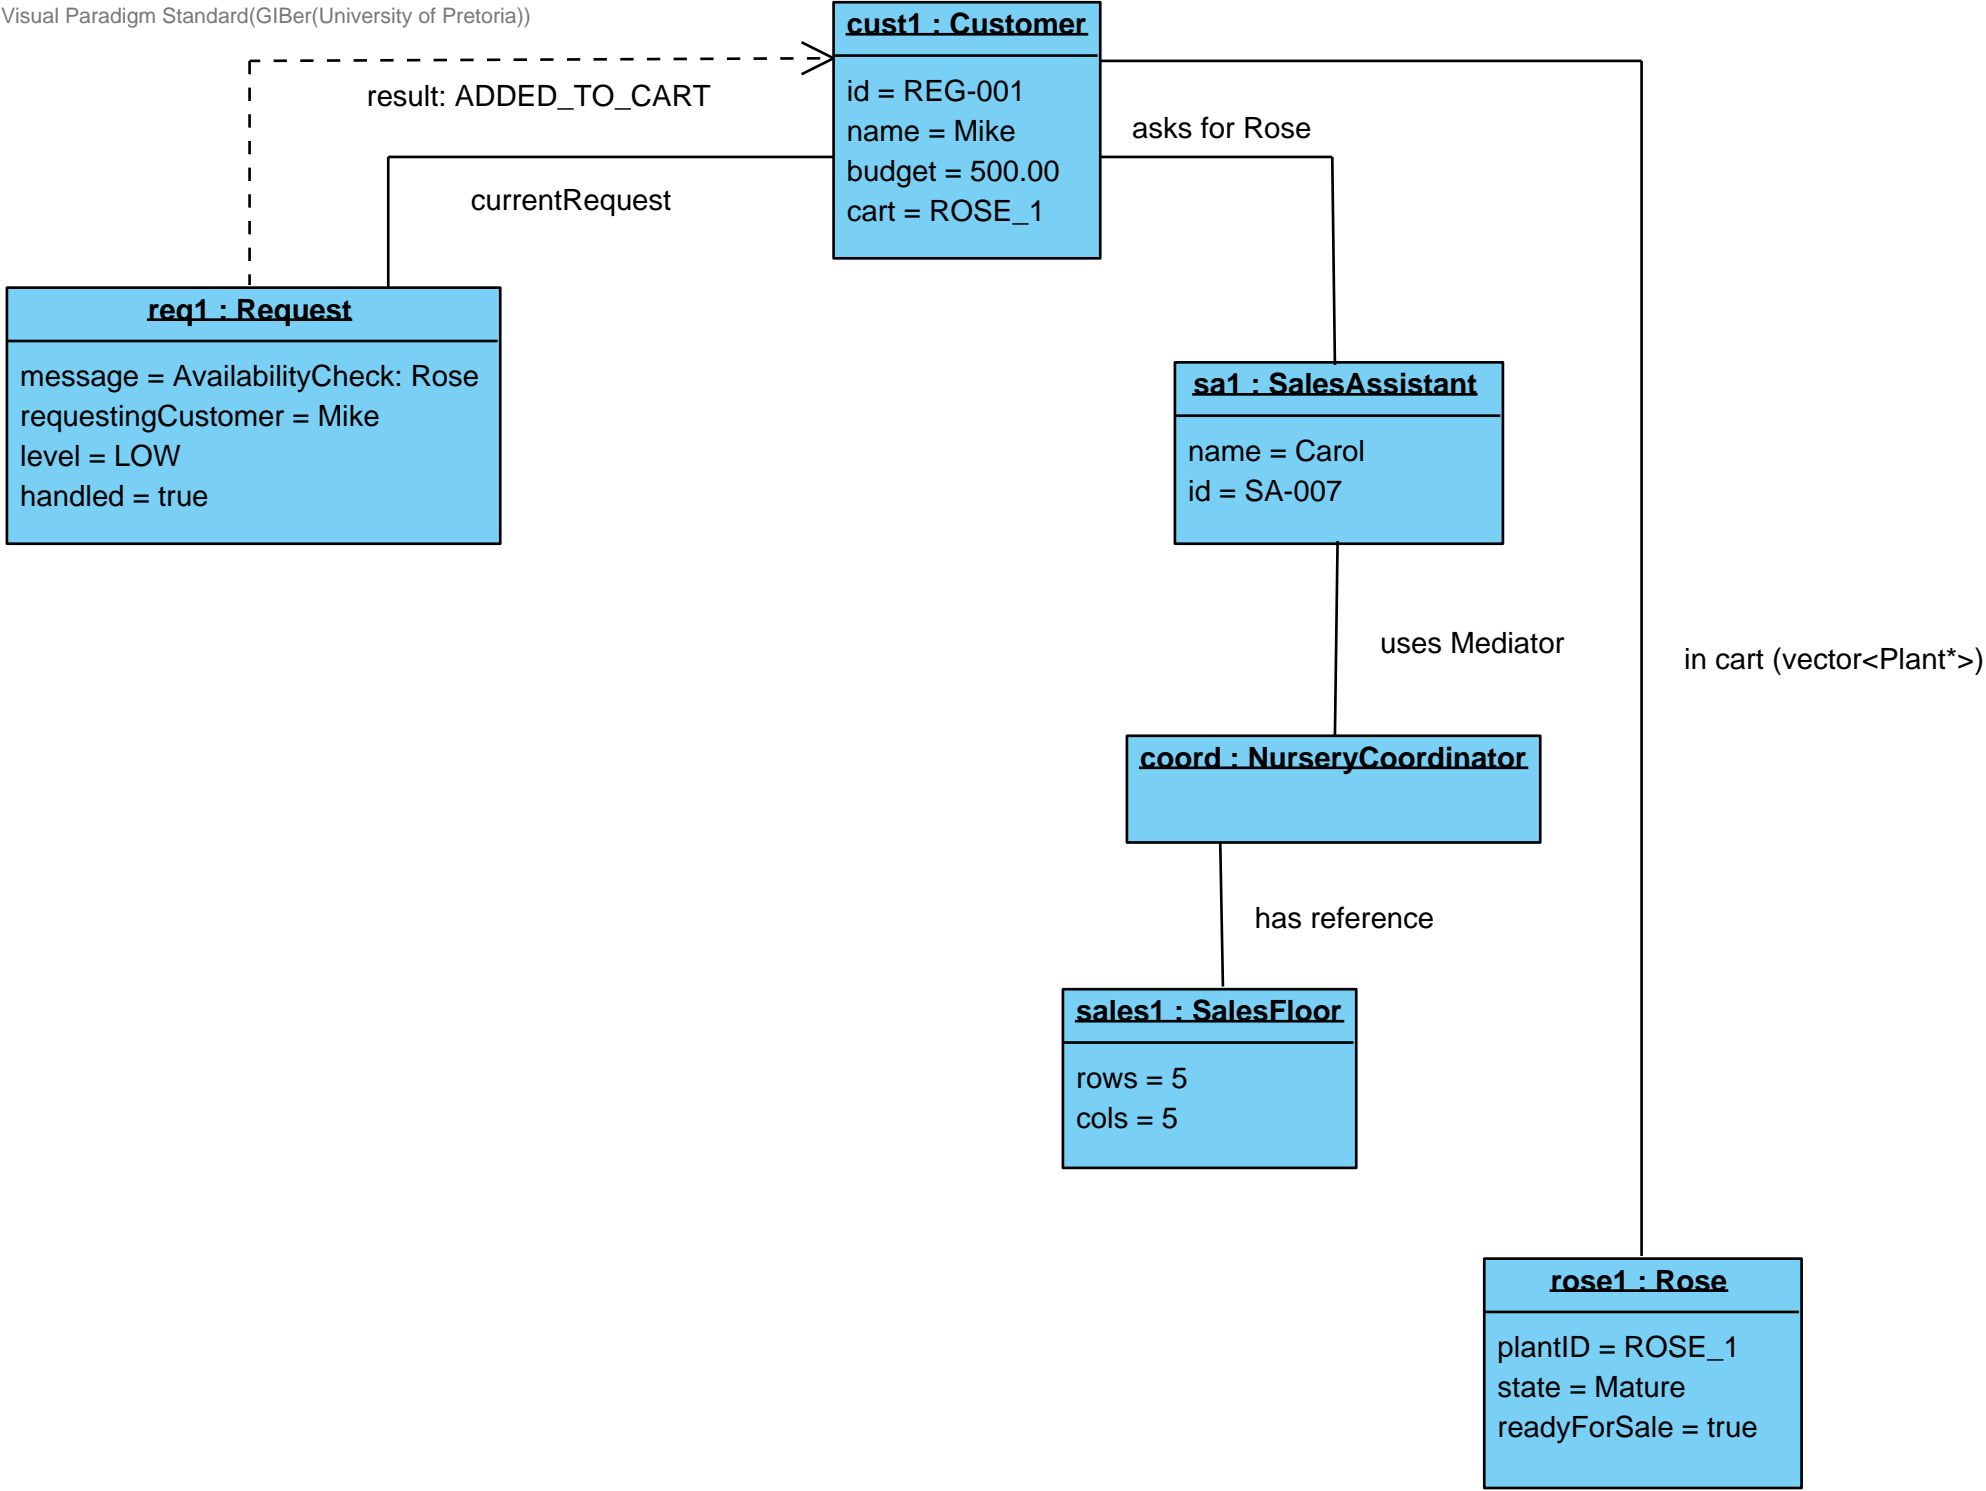 Visual Paradigm Standard(GIBer(University of Pretoria))
cust1 : Customer
id = REG-001
name = Mike
budget = 500.00
cart = ROSE_1
result: ADDED_TO_CART
asks for Rose
currentRequest
req1 : Request
message = AvailabilityCheck: Rose
requestingCustomer = Mike
level = LOW
handled = true
sa1 : SalesAssistant
name = Carol
id = SA-007
uses Mediator
in cart (vector<Plant*>)
coord : NurseryCoordinator
has reference
sales1 : SalesFloor
rows = 5
cols = 5
rose1 : Rose
plantID = ROSE_1
state = Mature
readyForSale = true